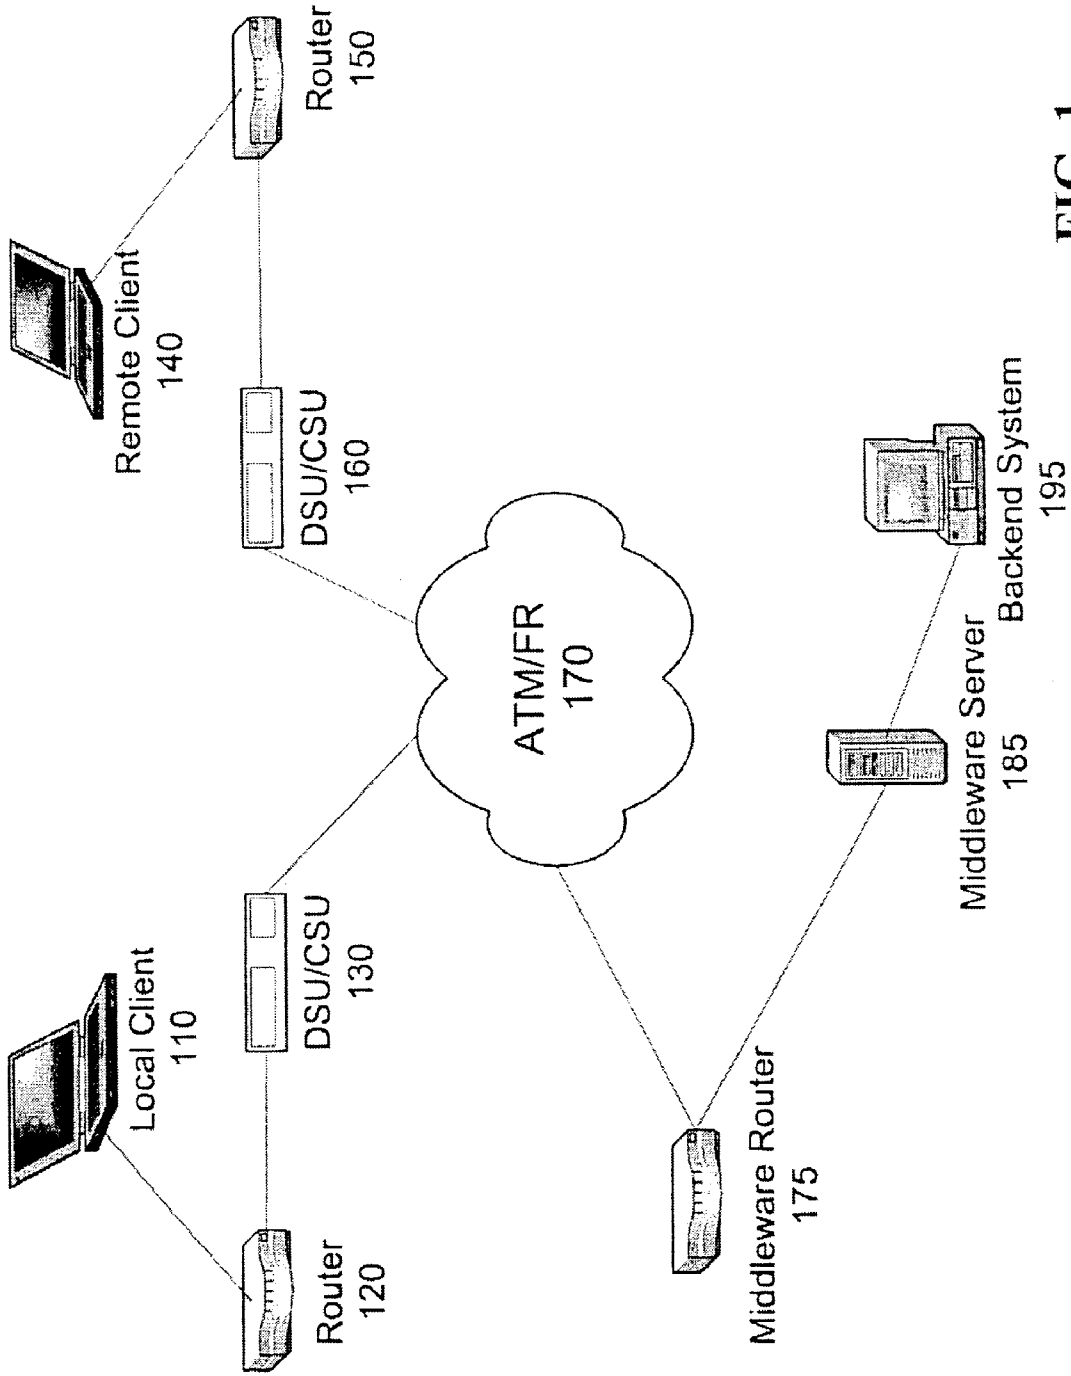 Local Client
110
Remote Client
140
Router
120
DSU/CSU
130
DSU/CSU
160
Router
150
ATM/FR
170
Middleware Router
175
Middleware Server
185
Backend System
195
FIG. 1